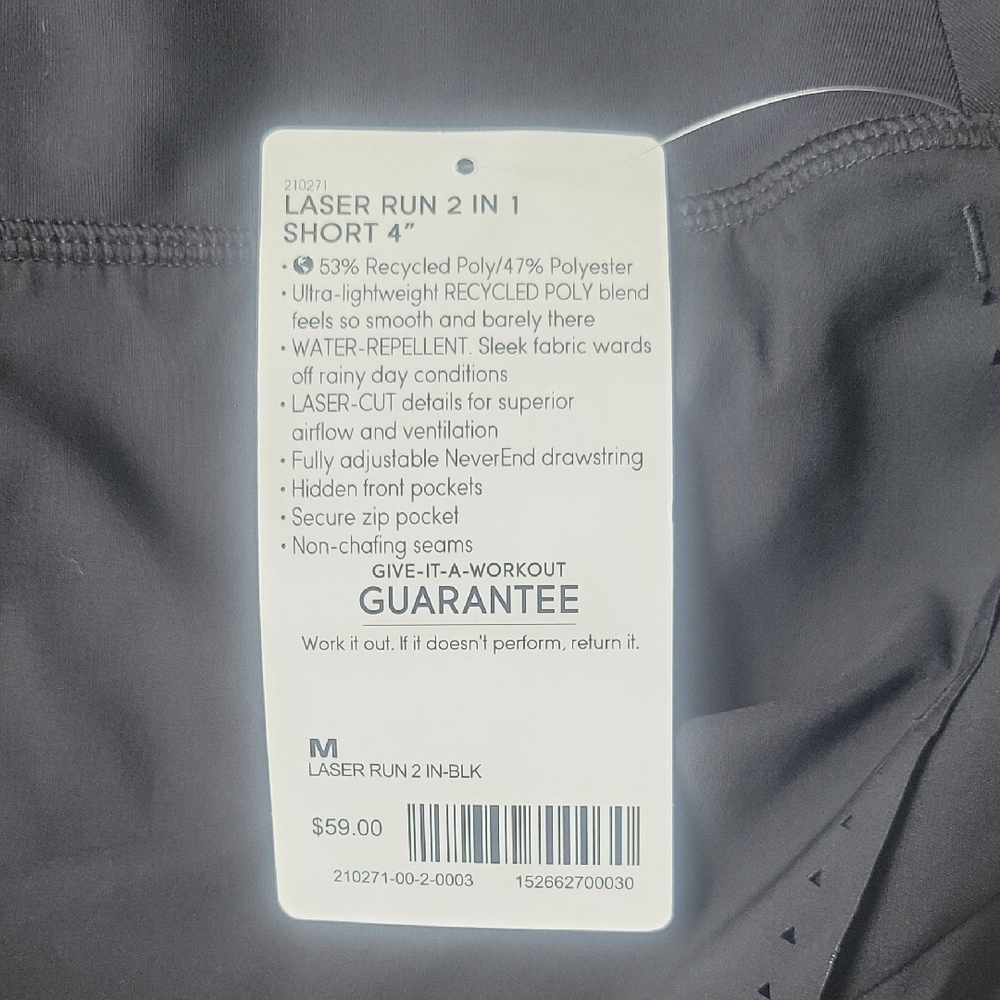 210271
LASER RUN 2 IN 1
SHORT 4”
• 53% Recycled Poly/47% Polyester
• Ultra-lightweight RECYCLED POLY blend
feels so smooth and barely there
• WATER-REPELLENT. Sleek fabric wards
off rainy day conditions
• LASER-CUT details for superior
airflow and ventilation
• Fully adjustable NeverEnd drawstring
• Hidden front pockets
• Secure zip pocket
• Non-chafing seams
GIVE-IT-A-WORKOUT
GUARANTEE
Work it out. If it doesn't perform, return it.
M
LASER RUN 2 IN-BLK
$59.00
210271-00-2-0003 152662700030